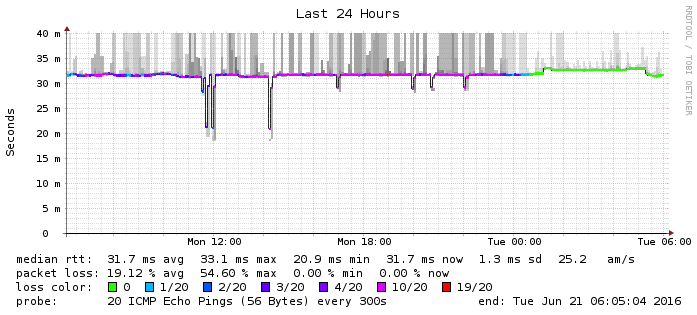 Last 24 Hours
RRDTOOL / TOBI OETIKER
Seconds
40 m
35 m
30 m
25 m
20 m
15 m
10 m
5 m
0
Mon 12:00 Mon 18:00 Tue 00:00 Tue 06:00
median rtt: 31.7 ms avg 33.1 ms max 20.9 ms min 31.7 ms now 1.3 ms sd 25.2 am/s
packet loss: 19.12 % avg 54.60 % max 0.00 % min 0.00 % now
loss color: 0 1/20 2/20 3/20 4/20 10/20 19/20
probe: 20 ICMP Echo Pings (56 Bytes) every 300s end: Tue Jun 21 06:05:04 2016